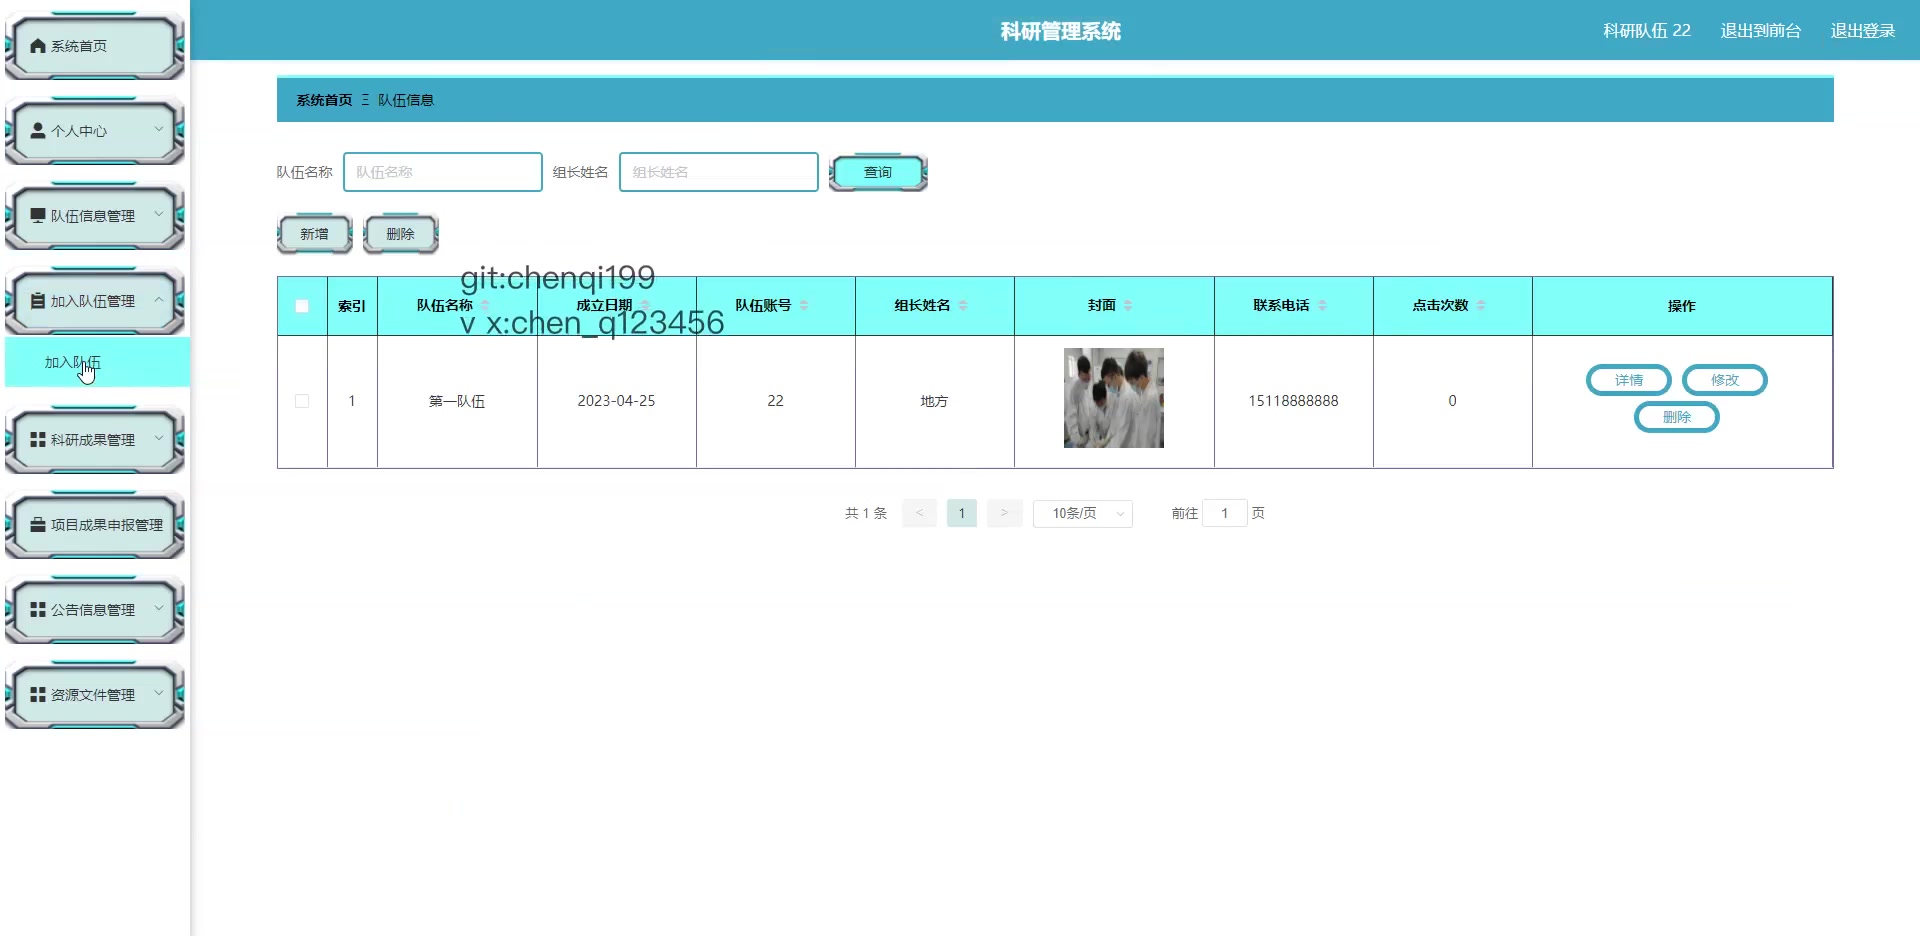 科研管理系统
科研队伍 22 退出到前台 退出登录
系统首页
个人中心
队伍信息管理
加入队伍管理
加入队伍
科研成果管理
项目成果申报管理
公告信息管理
资源文件管理
系统首页 Ξ 队伍信息
队伍名称 队伍名称 组长姓名 组长姓名 查询
新增 删除
git:chenqi199
v x:chen_q123456
索引 队伍名称 成立日期 队伍账号 组长姓名 封面 联系电话 点击次数 操作
1 第一队伍 2023-04-25 22 地方 15118888888 0 详情 修改
删除
共 1 条 < 1 > 10条/页 前往 1 页